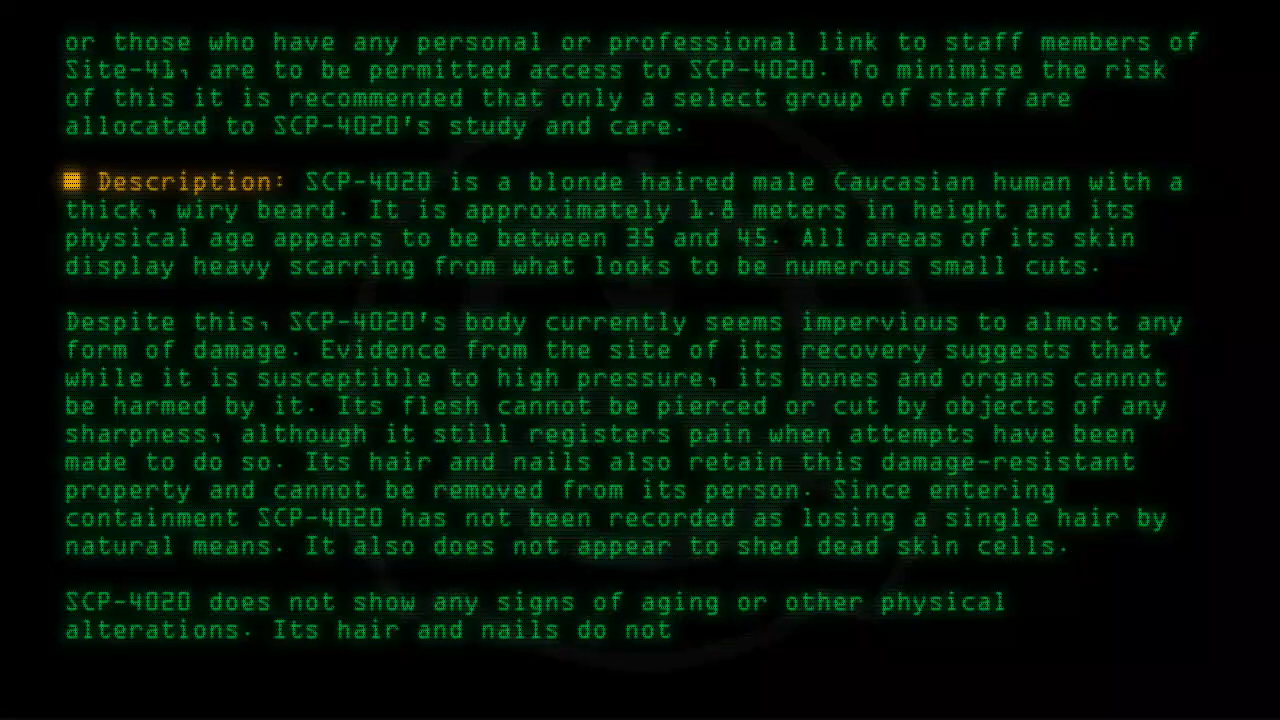 or those who have any personal or professional link to staff members of
Site-41, are to be permitted access to SCP-4020. To minimise the risk
of this it is recommended that only a select group of staff are
allocated to SCP-4020's study and care.
Description: SCP-4020 is a blonde haired male Caucasian human with a
thick, wiry beard. It is approximately 1.8 meters in height and its
physical age appears to be between 35 and 45. All areas of its skin
display heavy scarring from what looks to be numerous small cuts.
Despite this, SCP-4020's body currently seems impervious to almost any
form of damage. Evidence from the site of its recovery suggests that
while it is susceptible to high pressure, its bones and organs cannot
be harmed by it. Its flesh cannot be pierced or cut by objects of any
sharpness, although it still registers pain when attempts have been
made to do so. Its hair and nails also retain this damage-resistant
property and cannot be removed from its person. Since entering
containment SCP-4020 has not been recorded as losing a single hair by
natural means. It also does not appear to shed dead skin cells.
SCP-4020 does not show any signs of aging or other physical
alterations. Its hair and nails do not